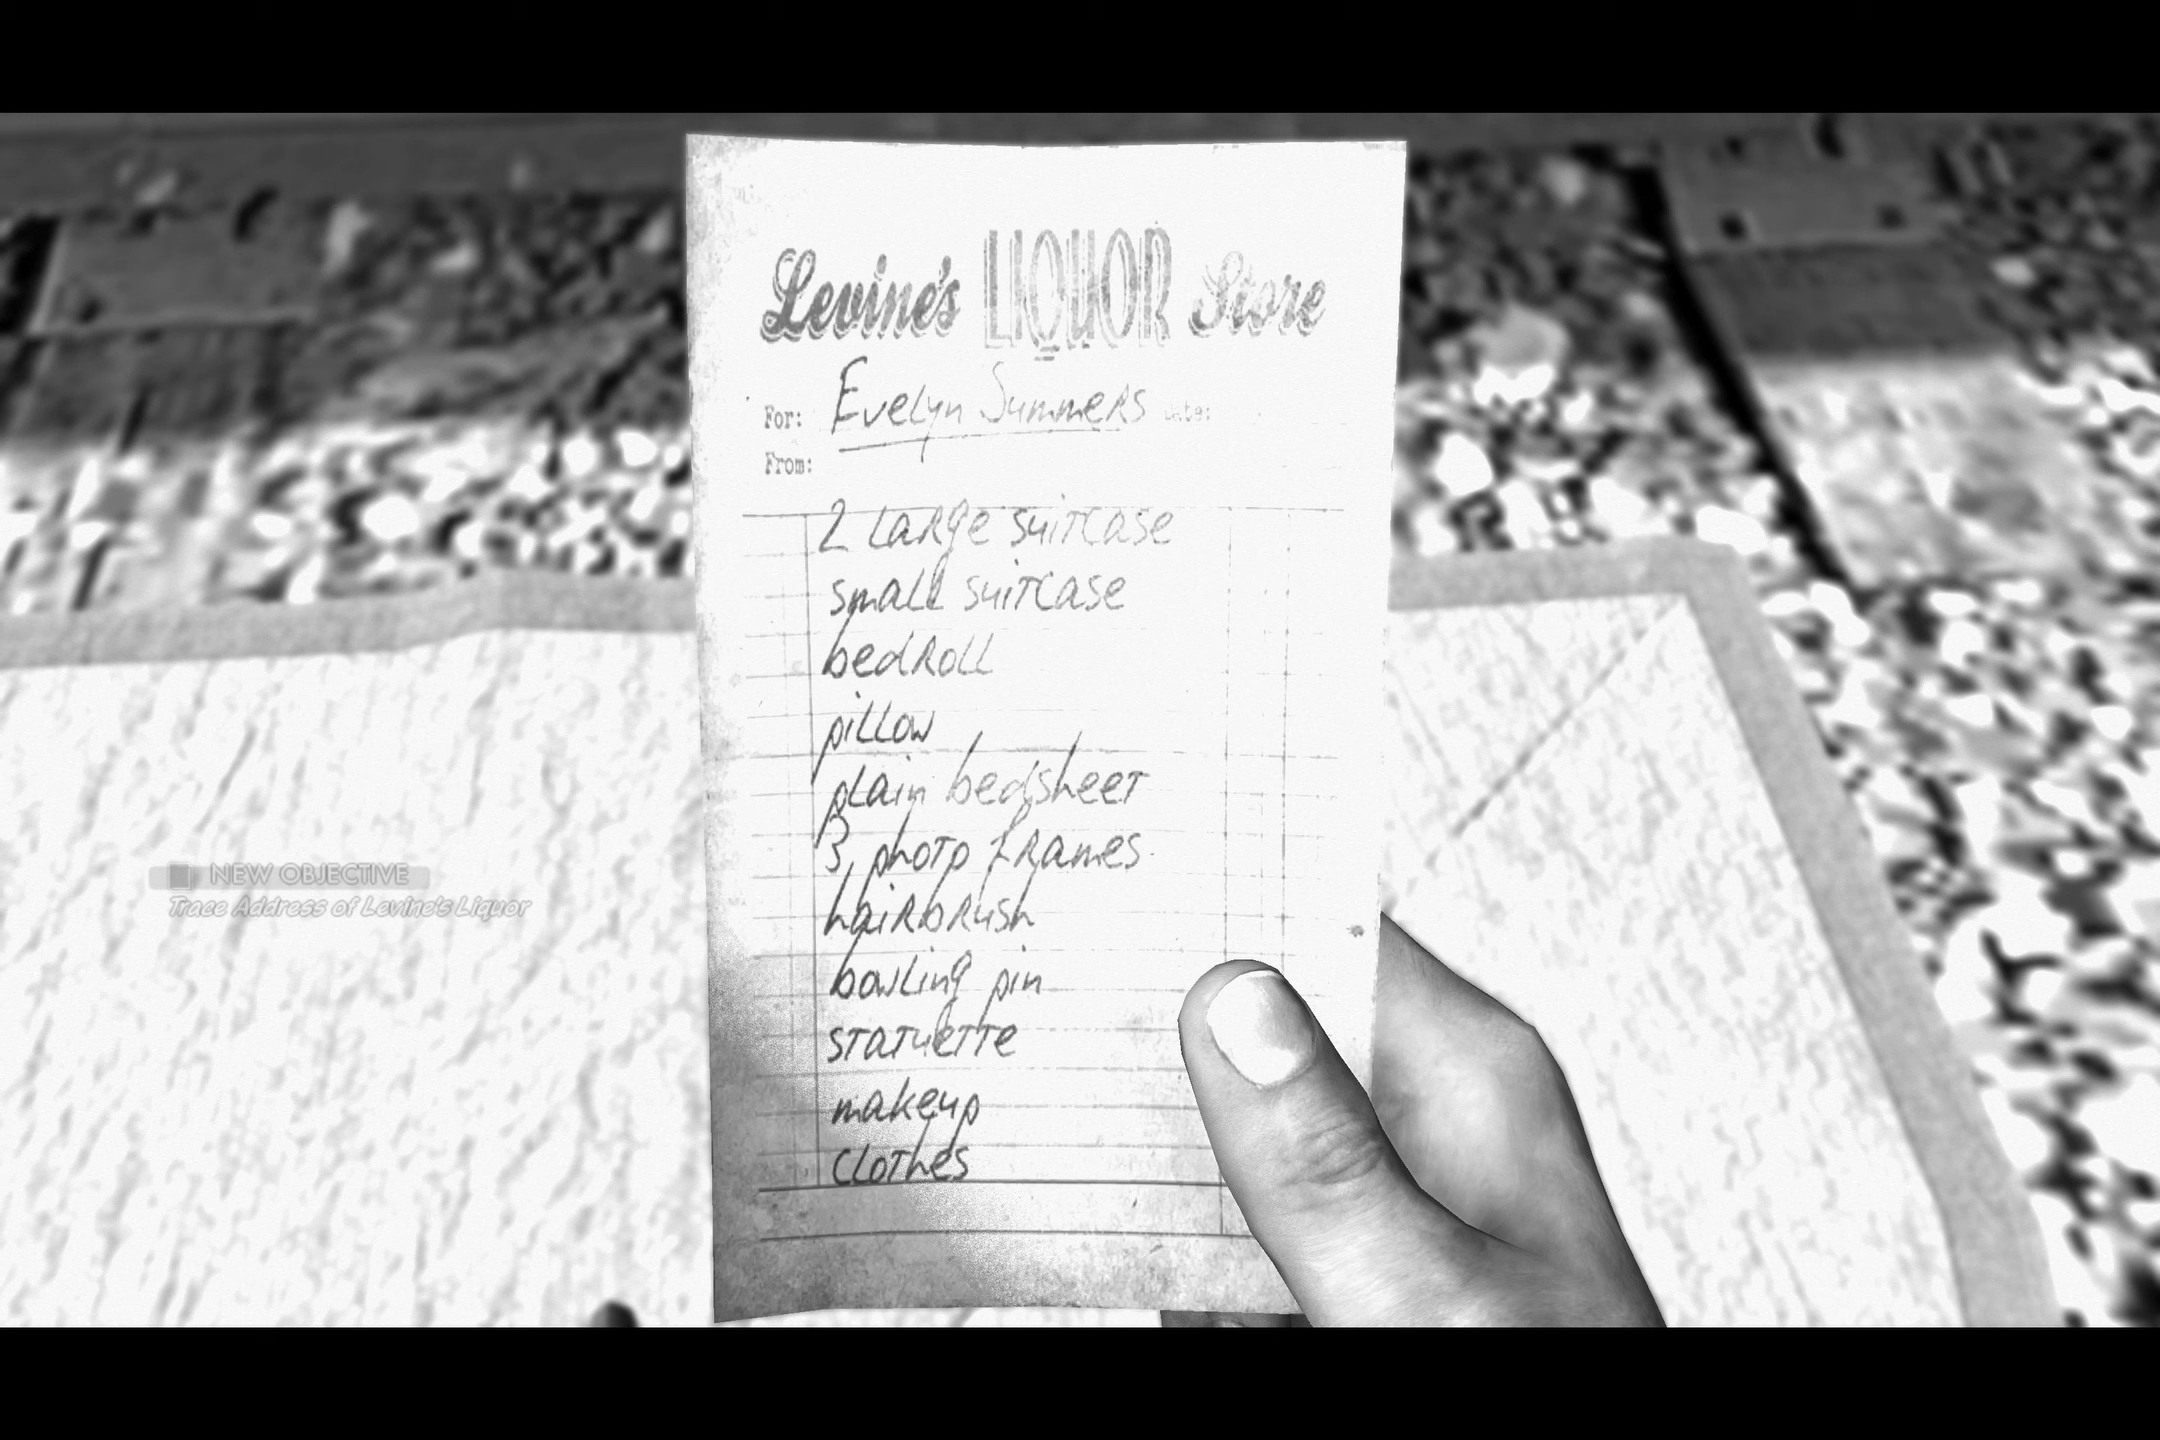 Levine's LIQUOR Store
For: Evelyn Summers Date:
From:
2 large suitcase
small suitcase
bedroll
pillow
plain bedsheet
3 photo frames
hairbrush
bowling pin
statuette
makeup
clothes
NEW OBJECTIVE
Trace Address of Levine's Liquor